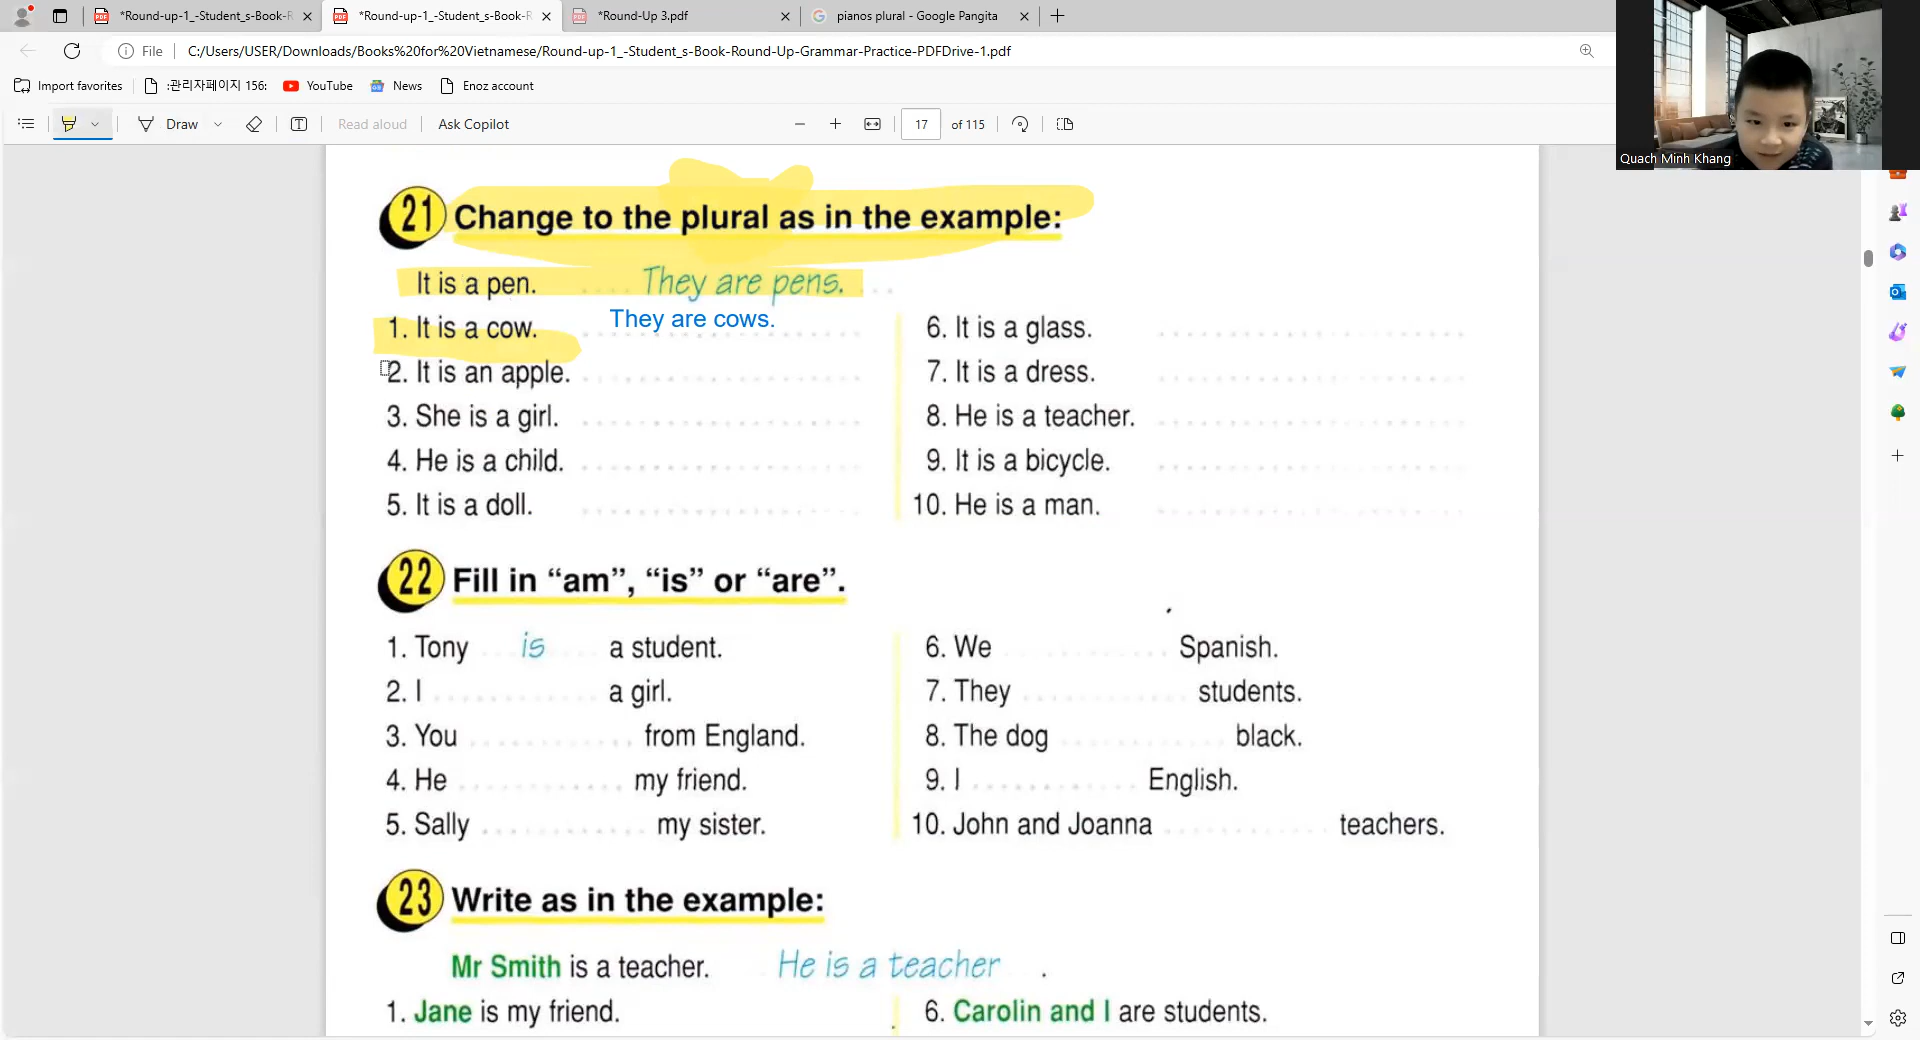 *Round-up-1_-Student_s-Book-R
*Round-up-1_-Student_s-Book-R
*Round-Up 3.pdf
pianos plural - Google Pangita
File
C:/Users/USER/Downloads/Books%20for%20Vietnamese/Round-up-1_-Student_s-Book-Round-Up-Grammar-Practice-PDFDrive-1.pdf
Import favorites
:관리자페이지 156:
YouTube
News
Enoz account
Draw
Read aloud
Ask Copilot
17 of 115
Quach Minh Khang
21 Change to the plural as in the example:
It is a pen. They are pens.
1. It is a cow. They are cows.
2. It is an apple.
3. She is a girl.
4. He is a child.
5. It is a doll.
6. It is a glass.
7. It is a dress.
8. He is a teacher.
9. It is a bicycle.
10. He is a man.
22 Fill in “am”, “is” or “are”.
1. Tony is a student.
2. I a girl.
3. You from England.
4. He my friend.
5. Sally my sister.
6. We Spanish.
7. They students.
8. The dog black.
9. I English.
10. John and Joanna teachers.
23 Write as in the example:
Mr Smith is a teacher. He is a teacher .
1. Jane is my friend.
6. Carolin and I are students.